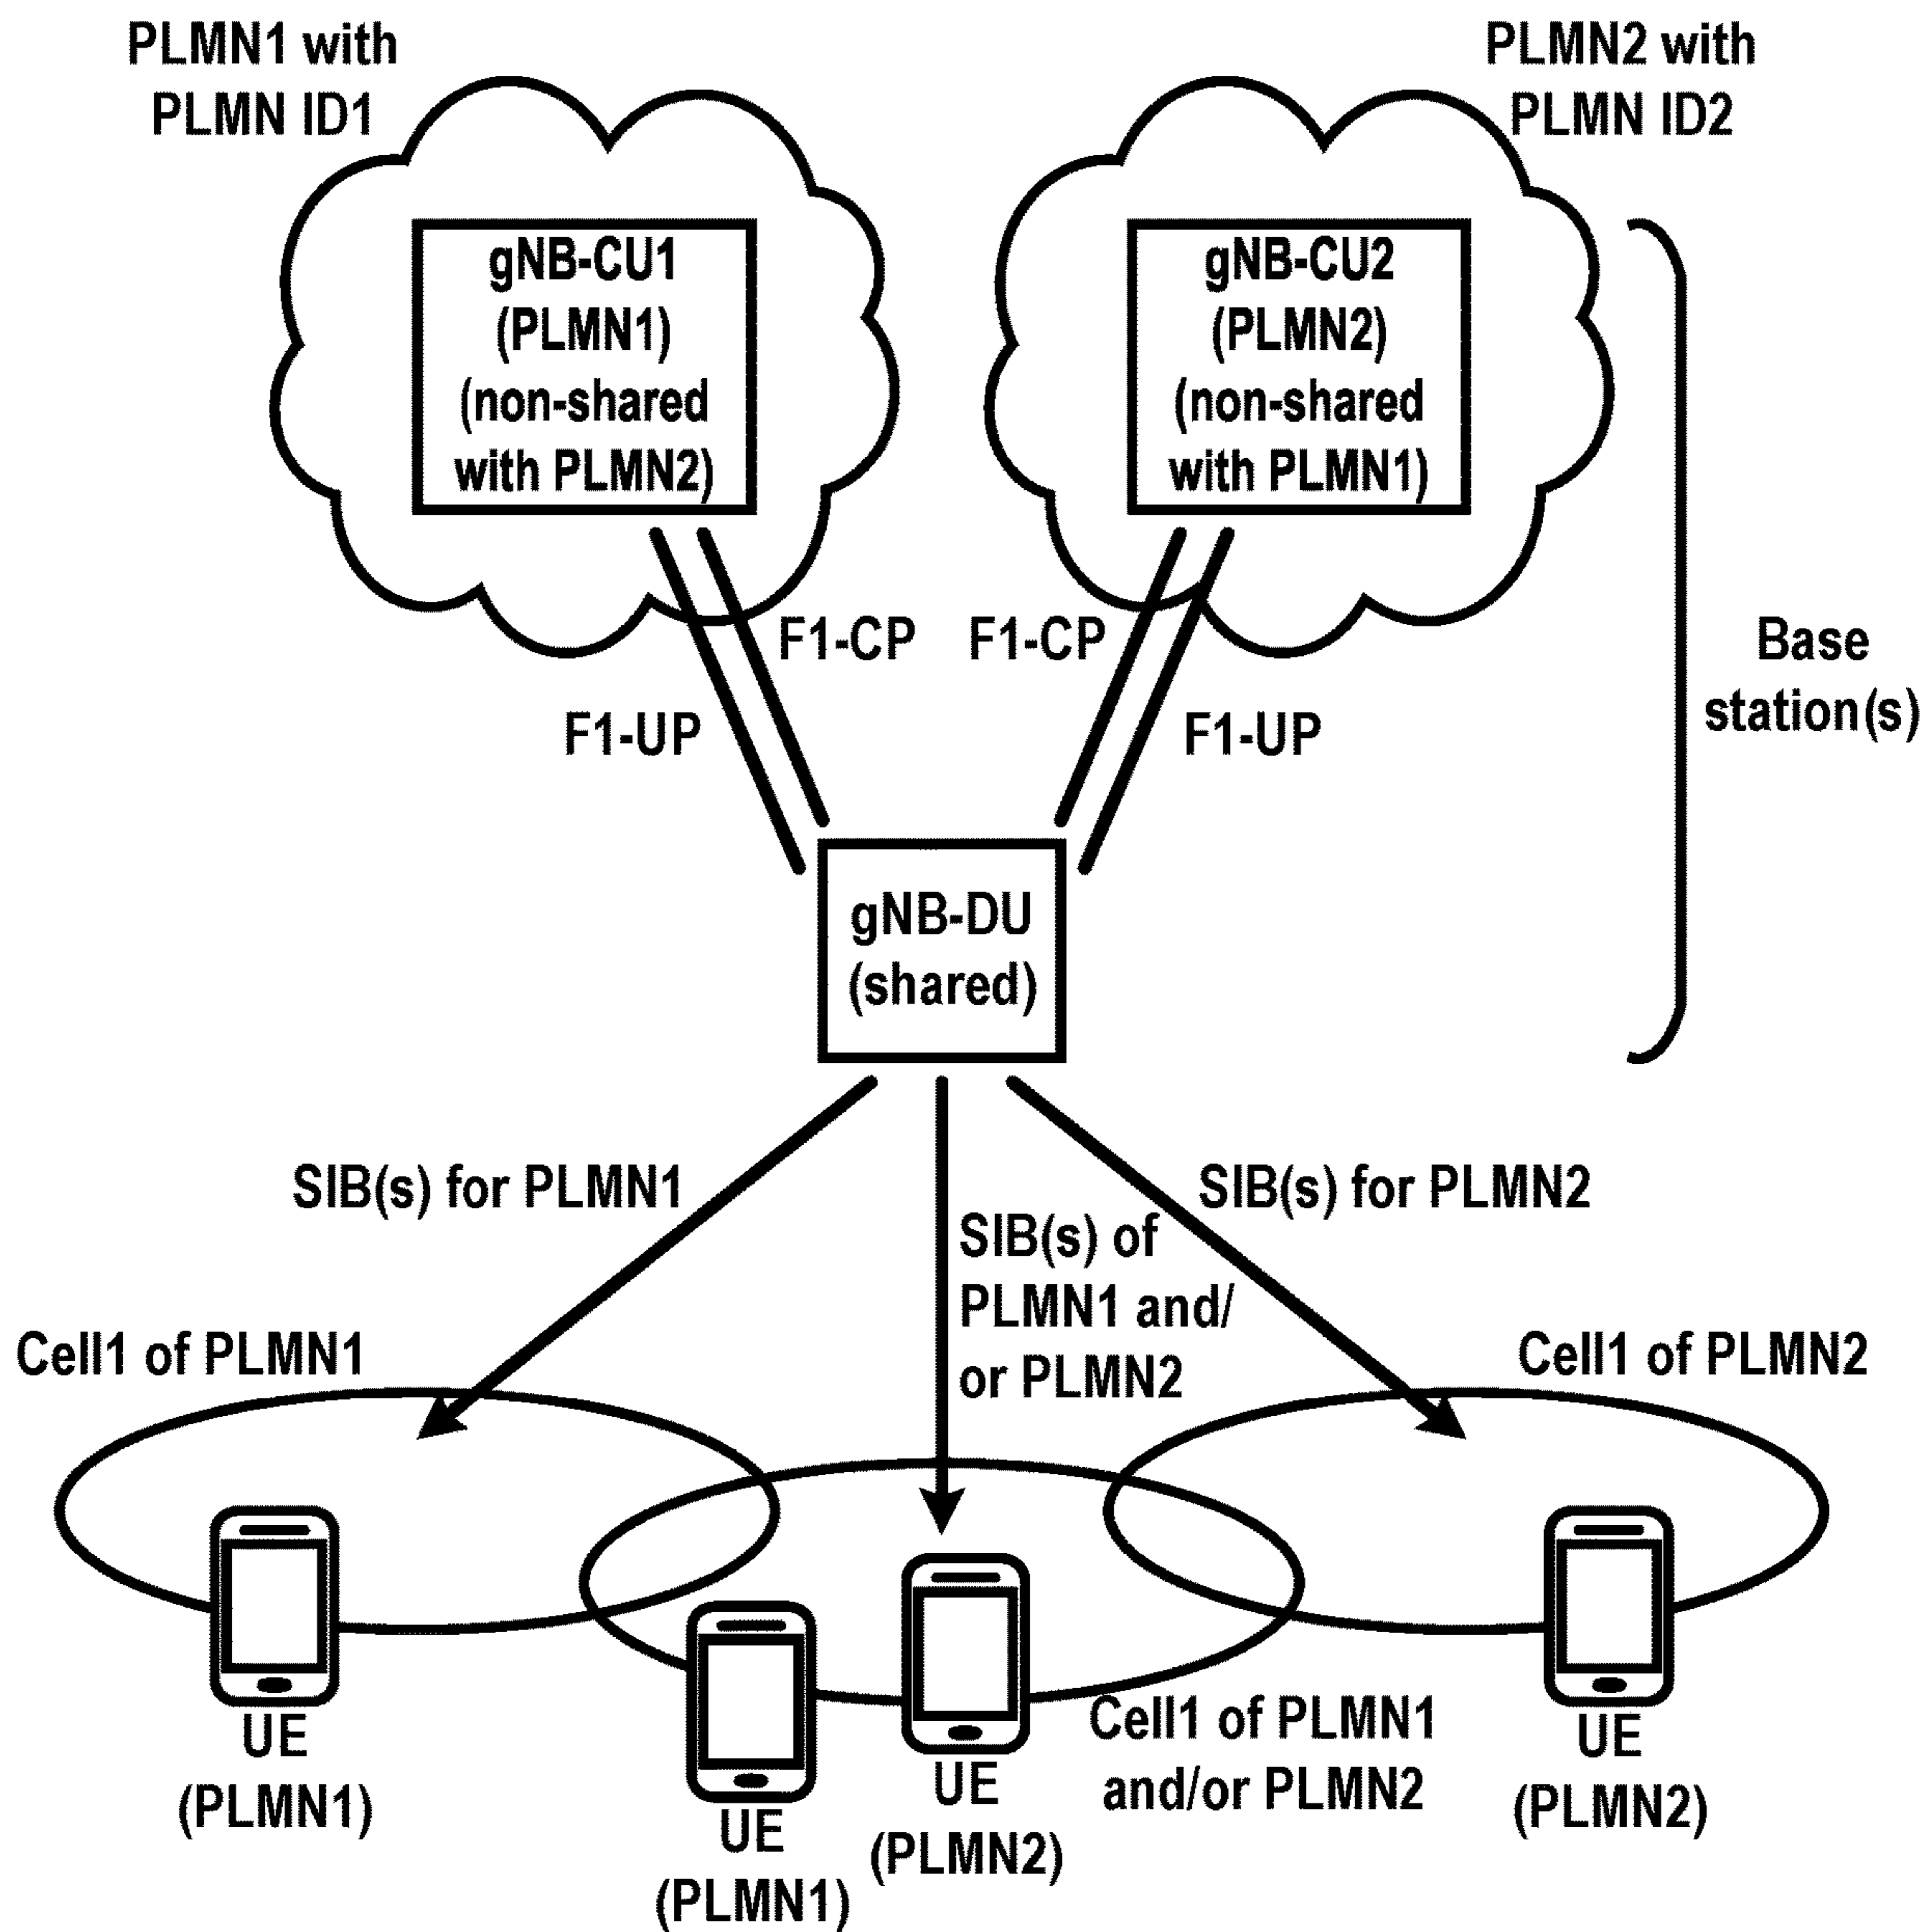 PLMN1 with
PLMN ID1
PLMN2 with
PLMN ID2
gNB-CU1
(PLMN1)
(non-shared
with PLMN2)
gNB-CU2
(PLMN2)
(non-shared
with PLMN1)
F1-CP
F1-CP
F1-UP
F1-UP
Base
station(s)
gNB-DU
(shared)
SIB(s) for PLMN1
SIB(s) of
PLMN1 and/
or PLMN2
SIB(s) for PLMN2
Cell1 of PLMN1
Cell1 of PLMN2
UE
(PLMN1)
UE
(PLMN1)
UE
(PLMN2)
Cell1 of PLMN1
and/or PLMN2
UE
(PLMN2)